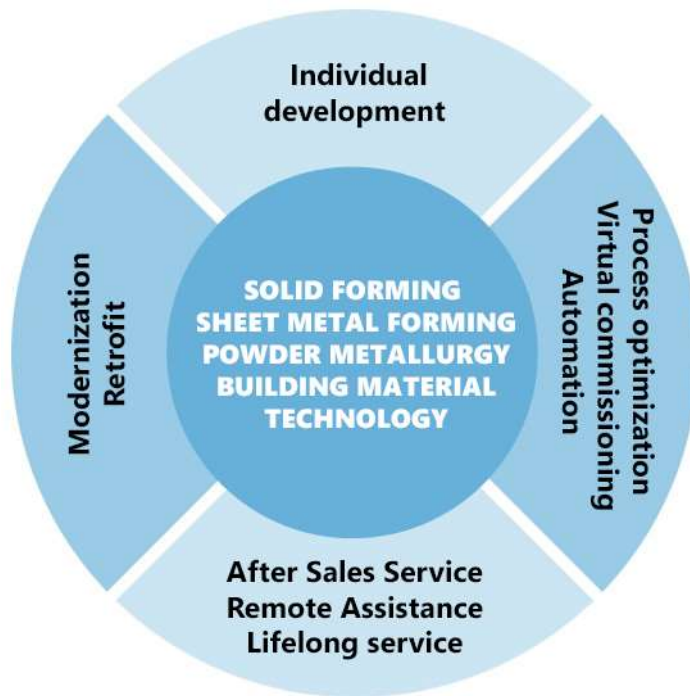 Individual
development
Process optimization
Virtual commissioning
Automation
After Sales Service
Remote Assistance
Lifelong service
Modernization
Retrofit
SOLID FORMING
SHEET METAL FORMING
POWDER METALLURGY
BUILDING MATERIAL
TECHNOLOGY